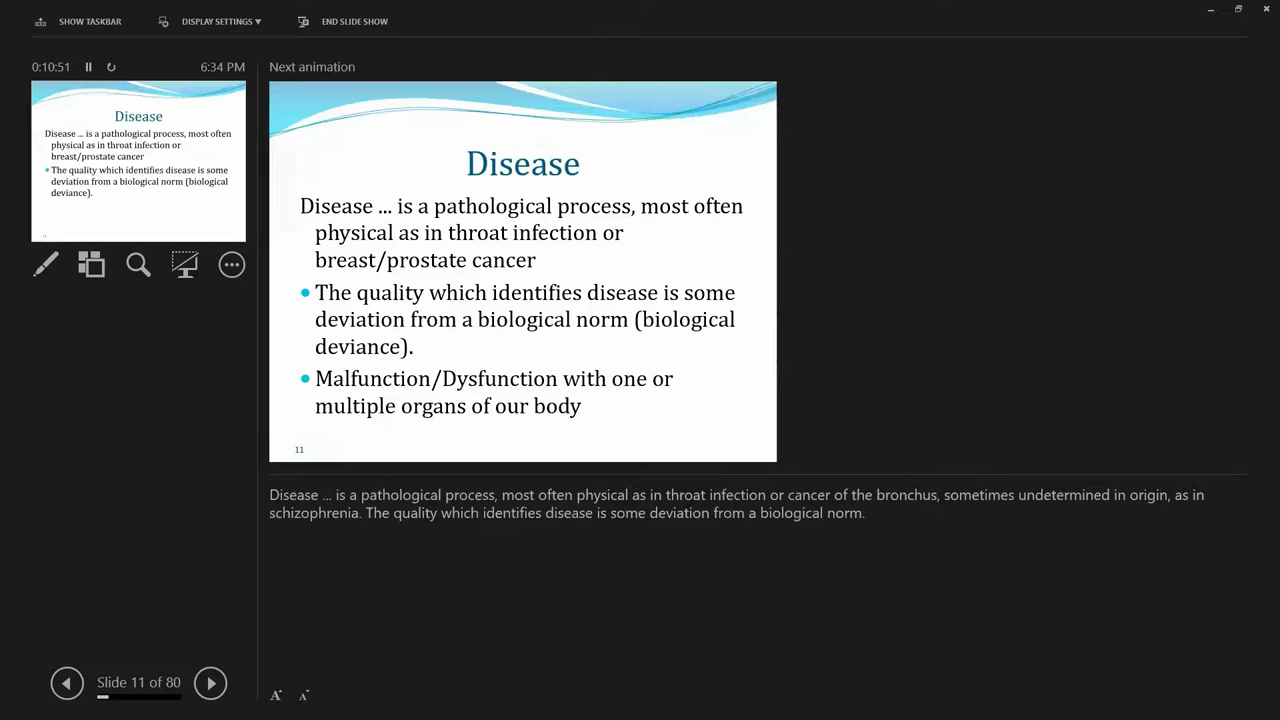 SHOW TASKBAR
DISPLAY SETTINGS ▼
END SLIDE SHOW
0:10:51
6:34 PM
Disease
Disease ... is a pathological process, most often
physical as in throat infection or
breast/prostate cancer
• The quality which identifies disease is some
deviation from a biological norm (biological
deviance).
Next animation
Disease
Disease ... is a pathological process, most often
physical as in throat infection or
breast/prostate cancer
• The quality which identifies disease is some
deviation from a biological norm (biological
deviance).
• Malfunction/Dysfunction with one or
multiple organs of our body
11
Disease ... is a pathological process, most often physical as in throat infection or cancer of the bronchus, sometimes undetermined in origin, as in
schizophrenia. The quality which identifies disease is some deviation from a biological norm.
Slide 11 of 80
A A